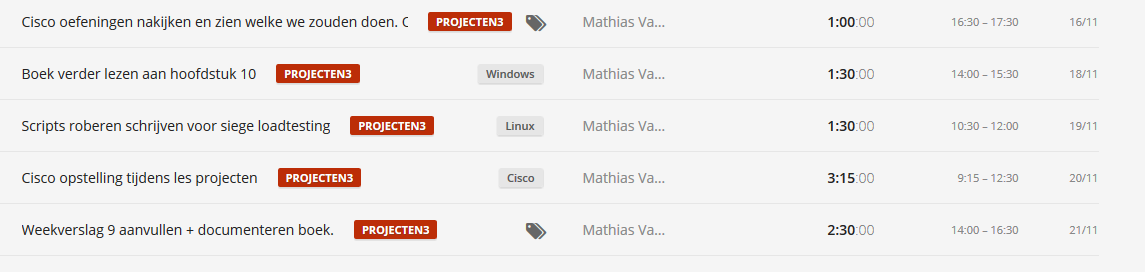 Cisco oefeningen nakijken en zien welke we zouden doen. PROJECTEN3 Mathias Va... 1:00:00 16:30 – 17:30 16/11
Boek verder lezen aan hoofdstuk 10 PROJECTEN3 Windows Mathias Va... 1:30:00 14:00 – 15:30 18/11
Scripts roberen schrijven voor siege loadtesting PROJECTEN3 Linux Mathias Va... 1:30:00 10:30 – 12:00 19/11
Cisco opstelling tijdens les projecten PROJECTEN3 Cisco Mathias Va... 3:15:00 9:15 – 12:30 20/11
Weekverslag 9 aanvullen + documenteren boek. PROJECTEN3 Mathias Va... 2:30:00 14:00 – 16:30 21/11